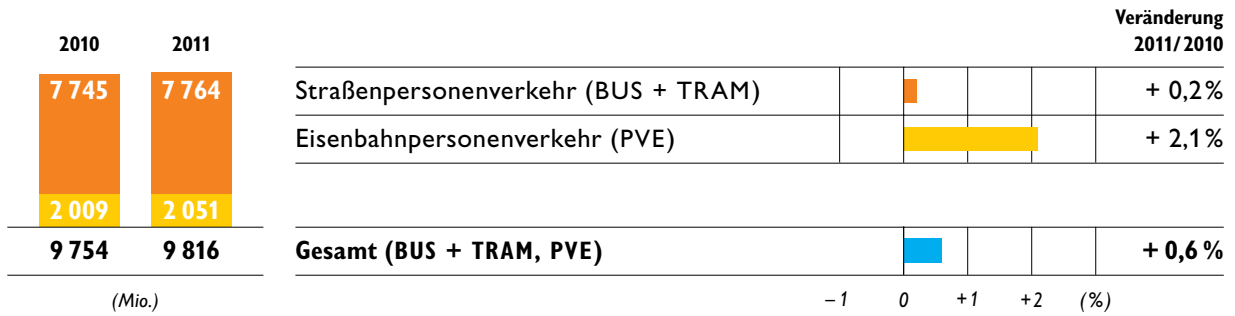 Veränderung
2010 2011 2011/2010
7 745 7 764 Straßenpersonenverkehr (BUS + TRAM) + 0,2 %
Eisenbahnpersonenverkehr (PVE) + 2,1 %
2 009 2 051
9 754 9 816 Gesamt (BUS + TRAM, PVE) + 0,6 %
(Mio.) – 1 0 +1 +2 (%)